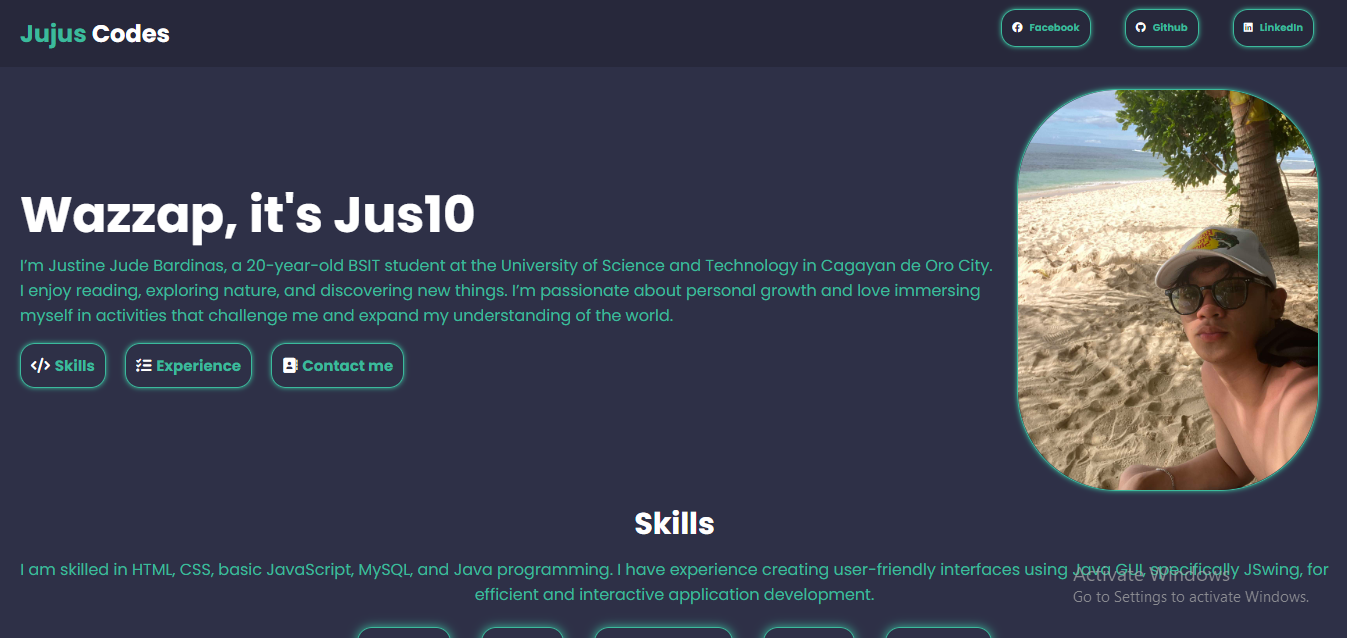 Jujus Codes
Facebook
Github
LinkedIn
Wazzap, it's Jus10
I'm Justine Jude Bardinas, a 20-year-old BSIT student at the University of Science and Technology in Cagayan de Oro City.
I enjoy reading, exploring nature, and discovering new things. I'm passionate about personal growth and love immersing
myself in activities that challenge me and expand my understanding of the world.
Skills
Experience
Contact me
Skills
I am skilled in HTML, CSS, basic JavaScript, MySQL, and Java programming. I have experience creating user-friendly interfaces using Java GUI, specifically JSwing, for
efficient and interactive application development.
Activate Windows
Go to Settings to activate Windows.